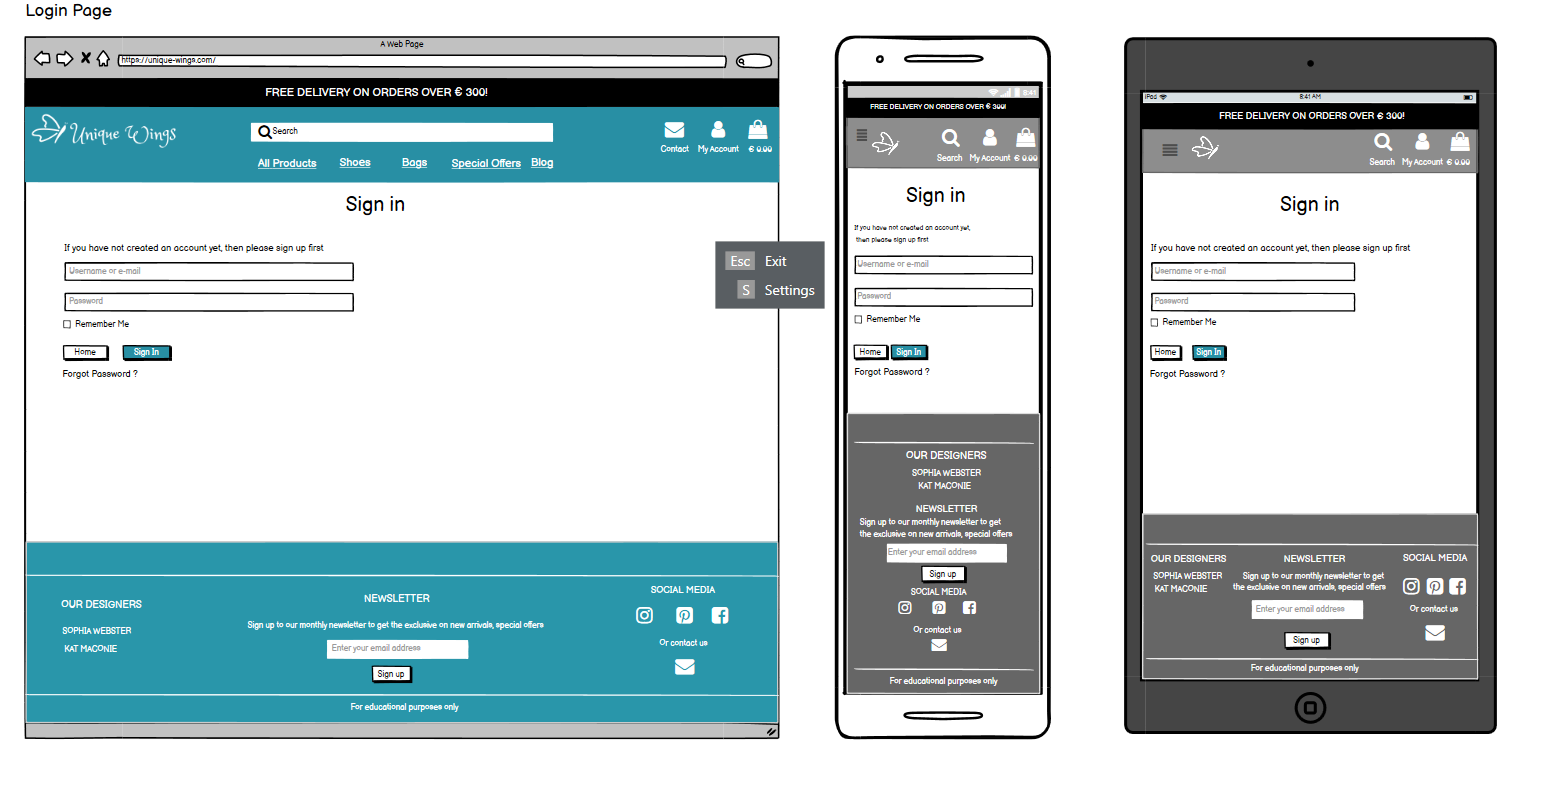 Login Page
A Web Page
https://unique-wings.com/
FREE DELIVERY ON ORDERS OVER € 300!
Unique Wings
Search
Contact
My Account
€ 0.00
All Products
Shoes
Bags
Special Offers
Blog
Sign in
If you have not created an account yet, then please sign up first
Username or e-mail
Password
Remember Me
Home
Sign In
Forgot Password ?
OUR DESIGNERS
SOPHIA WEBSTER
KAT MACONIE
NEWSLETTER
Sign up to our monthly newsletter to get the exclusive on new arrivals, special offers
Enter your email address
Sign up
SOCIAL MEDIA
Or contact us
For educational purposes only
Esc Exit
S Settings
8:41
FREE DELIVERY ON ORDERS OVER € 300!
Search
My Account
€ 0.00
Sign in
If you have not created an account yet,
then please sign up first
Username or e-mail
Password
Remember Me
Home
Sign In
Forgot Password ?
OUR DESIGNERS
SOPHIA WEBSTER
KAT MACONIE
NEWSLETTER
Sign up to our monthly newsletter to get
the exclusive on new arrivals, special offers
Enter your email address
Sign up
SOCIAL MEDIA
Or contact us
For educational purposes only
iPad
8:41 AM
FREE DELIVERY ON ORDERS OVER € 300!
Search
My Account
€ 0.00
Sign in
If you have not created an account yet, then please sign up first
Username or e-mail
Password
Remember Me
Home
Sign In
Forgot Password ?
OUR DESIGNERS
SOPHIA WEBSTER
KAT MACONIE
NEWSLETTER
Sign up to our monthly newsletter to get
the exclusive on new arrivals, special offers
Enter your email address
Sign up
SOCIAL MEDIA
Or contact us
For educational purposes only